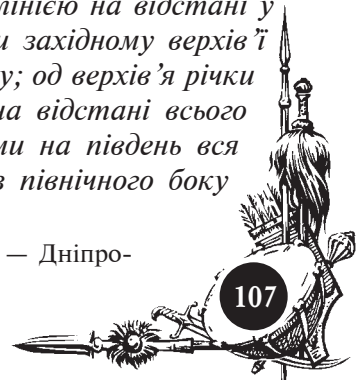 лінією на відстані у
и західному верхів’ї
у; од верхів’я річки
на відстані всього
ми на південь вся
з північного боку
— Дніпро-
107